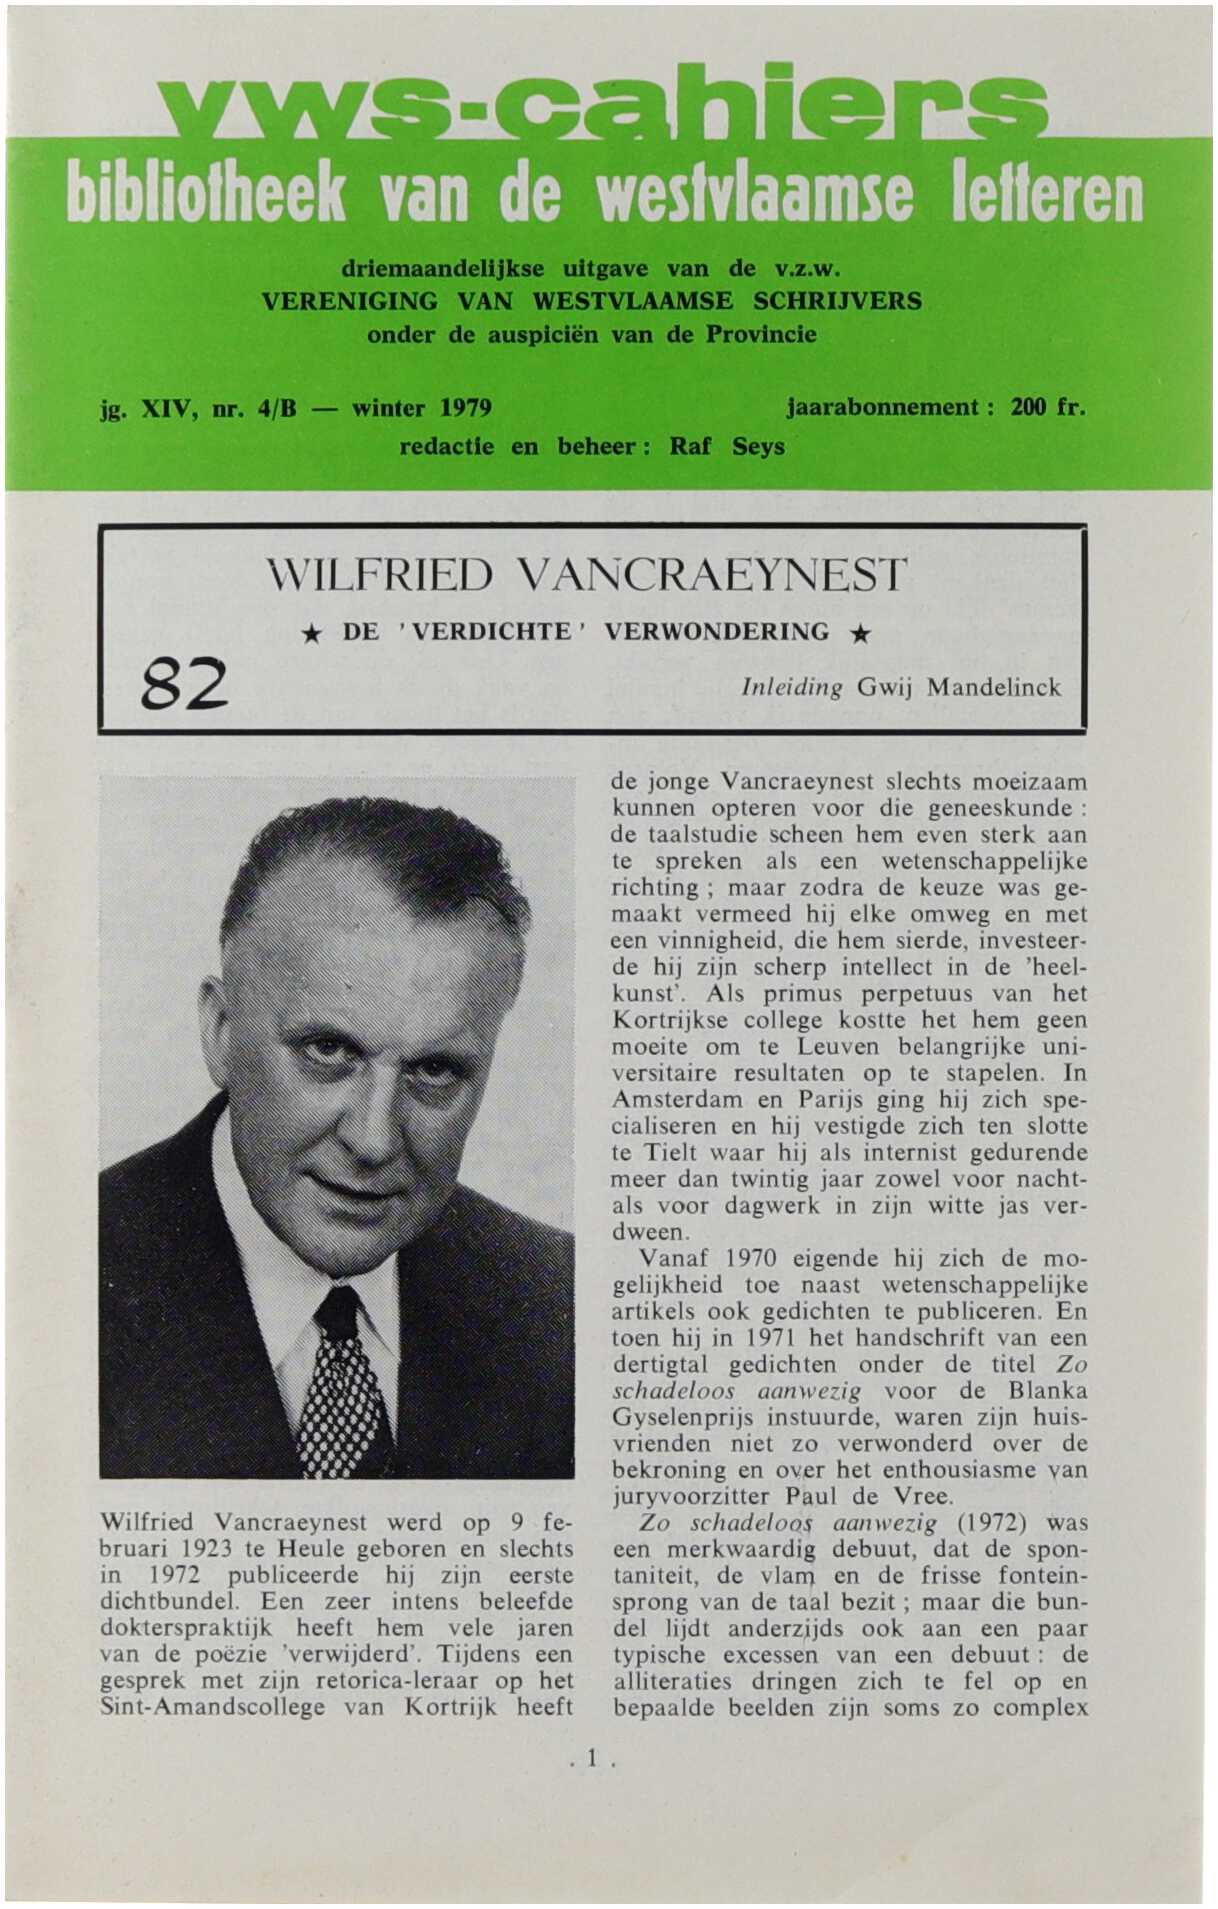 vws-cahiers
bibliotheek van de westvlaamse letteren
driemaandelijkse uitgave van de v.z.w.
VERENIGING VAN WESTVLAAMSE SCHRIJVERS
onder de auspiciën van de Provincie
jg. XIV, nr. 4/B — winter 1979 jaarabonnement : 200 fr.
redactie en beheer : Raf Seys
WILFRIED VANCRAEYNEST
★ DE 'VERDICHTE' VERWONDERING ★
82
Inleiding Gwij Mandelinck
Wilfried Vancraeynest werd op 9 fe-
bruari 1923 te Heule geboren en slechts
in 1972 publiceerde hij zijn eerste
dichtbundel. Een zeer intens beleefde
dokterspraktijk heeft hem vele jaren
van de poëzie 'verwijderd'. Tijdens een
gesprek met zijn retorica-leraar op het
Sint-Amandscollege van Kortrijk heeft
de jonge Vancraeynest slechts moeizaam
kunnen opteren voor die geneeskunde :
de taalstudie scheen hem even sterk aan
te spreken als een wetenschappelijke
richting ; maar zodra de keuze was ge-
maakt vermeed hij elke omweg en met
een vinnigheid, die hem sierde, investeer-
de hij zijn scherp intellect in de 'heel-
kunst'. Als primus perpetuus van het
Kortrijkse college kostte het hem geen
moeite om te Leuven belangrijke uni-
versitaire resultaten op te stapelen. In
Amsterdam en Parijs ging hij zich spe-
cialiseren en hij vestigde zich ten slotte
te Tielt waar hij als internist gedurende
meer dan twintig jaar zowel voor nacht-
als voor dagwerk in zijn witte jas ver-
dween.
Vanaf 1970 eigende hij zich de mo-
gelijkheid toe naast wetenschappelijke
artikels ook gedichten te publiceren. En
toen hij in 1971 het handschrift van een
dertigtal gedichten onder de titel Zo
schadeloos aanwezig voor de Blanka
Gyselenprijs instuurde, waren zijn huis-
vrienden niet zo verwonderd over de
bekroning en over het enthousiasme van
juryvoorzitter Paul de Vree.
Zo schadeloos aanwezig (1972) was
een merkwaardig debuut, dat de spon-
taniteit, de vlam en de frisse fontein-
sprong van de taal bezit ; maar die bun-
del lijdt anderzijds ook aan een paar
typische excessen van een debuut : de
alliteraties dringen zich te fel op en
bepaalde beelden zijn soms zo complex
. 1 .